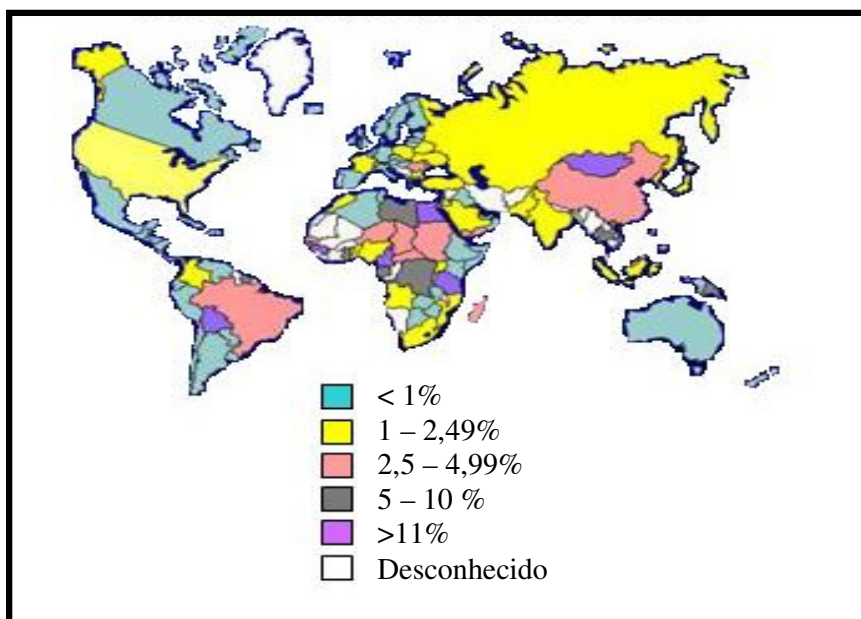 < 1%
1 – 2,49%
2,5 – 4,99%
5 – 10 %
>11%
Desconhecido